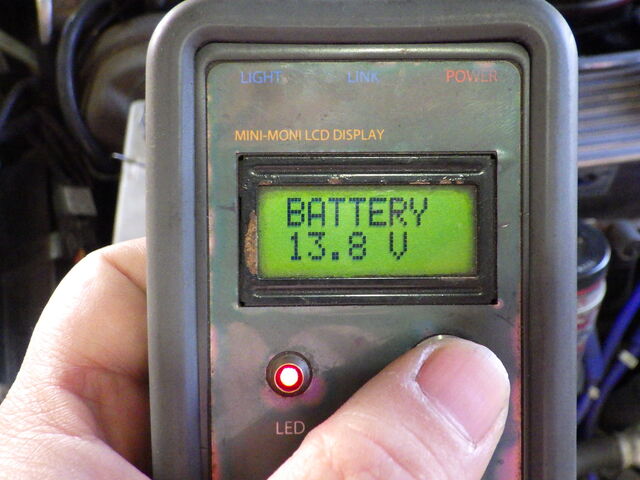 LIGHT LINK POWER
MINI-MONI LCD DISPLAY
BATTERY
13.8 V
LED